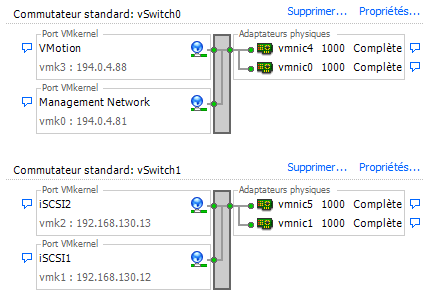 Commutateur standard: vSwitch0 Supprimer... Propriétés...
Port VMkernel Adaptateurs physiques
VMotion vmnic4 1000 Complète
vmk3 : 194.0.4.88 vmnic0 1000 Complète
Port VMkernel
Management Network
vmk0 : 194.0.4.81
Commutateur standard: vSwitch1 Supprimer... Propriétés...
Port VMkernel Adaptateurs physiques
iSCSI2 vmnic5 1000 Complète
vmk2 : 192.168.130.13 vmnic1 1000 Complète
Port VMkernel
iSCSI1
vmk1 : 192.168.130.12